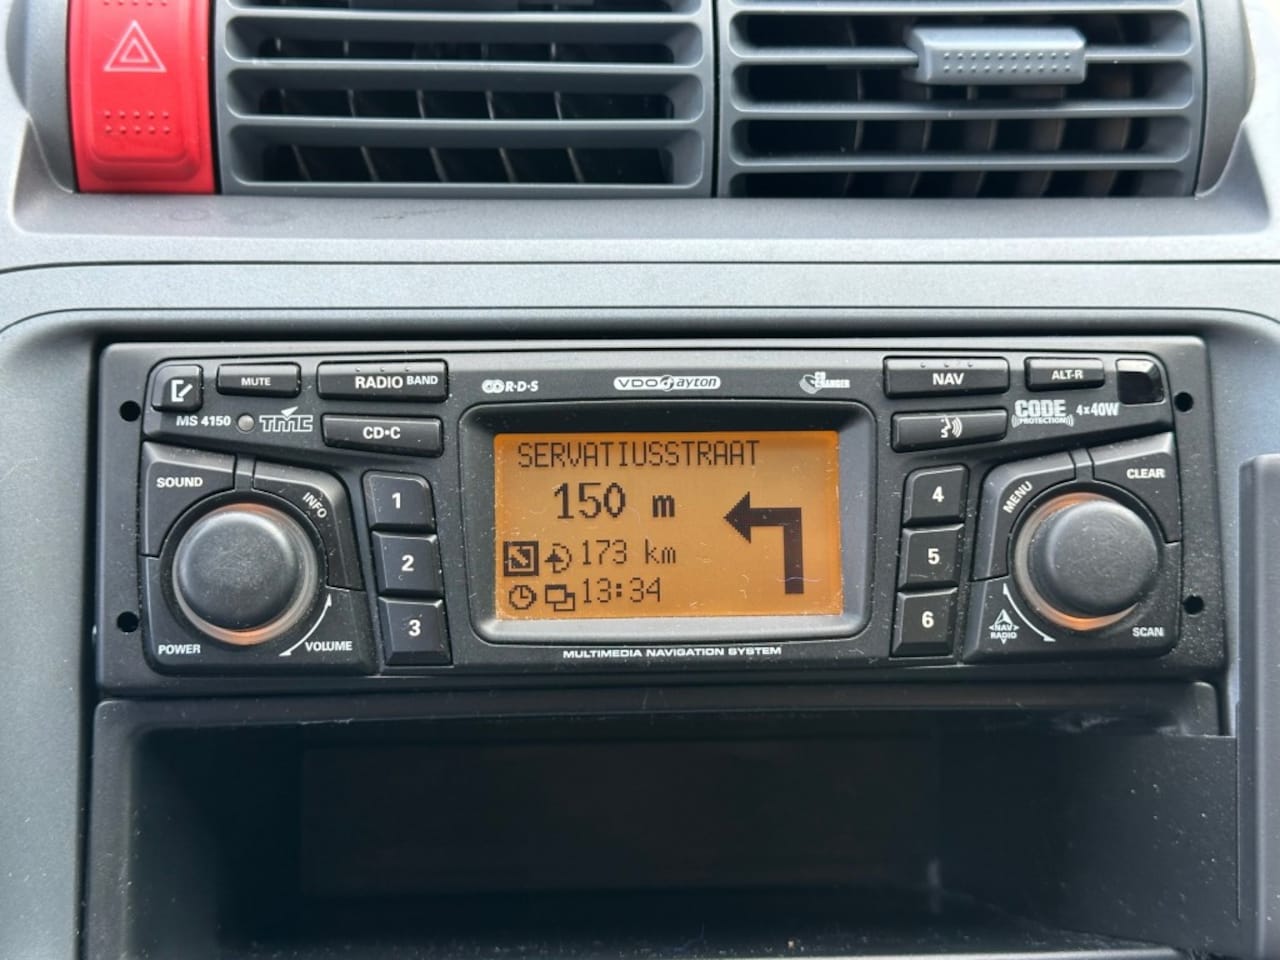 MUTE
RADIO BAND
R·D·S
VDO dayton
CD CHANGER
NAV
ALT·R
MS 4150
TMC
CD•C
CODE PROTECTION
4x40W
SOUND
INFO
1
2
3
POWER
VOLUME
SERVATIUSSTRAAT
150 m
173 km
13:34
MULTIMEDIA NAVIGATION SYSTEM
4
5
6
MENU
CLEAR
NAV
RADIO
SCAN